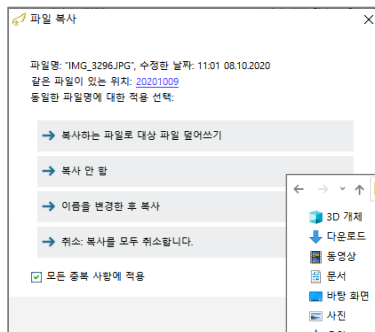 파일 복사
파일명: "IMG_3296.JPG", 수정한 날짜: 11:01 08.10.2020
같은 파일이 있는 위치: 20201009
동일한 파일명에 대한 적용 선택:
복사하는 파일로 대상 파일 덮어쓰기
복사 안 함
이름을 변경한 후 복사
취소: 복사를 모두 취소합니다.
모든 중복 사항에 적용
3D 개체
다운로드
동영상
문서
바탕 화면
사진